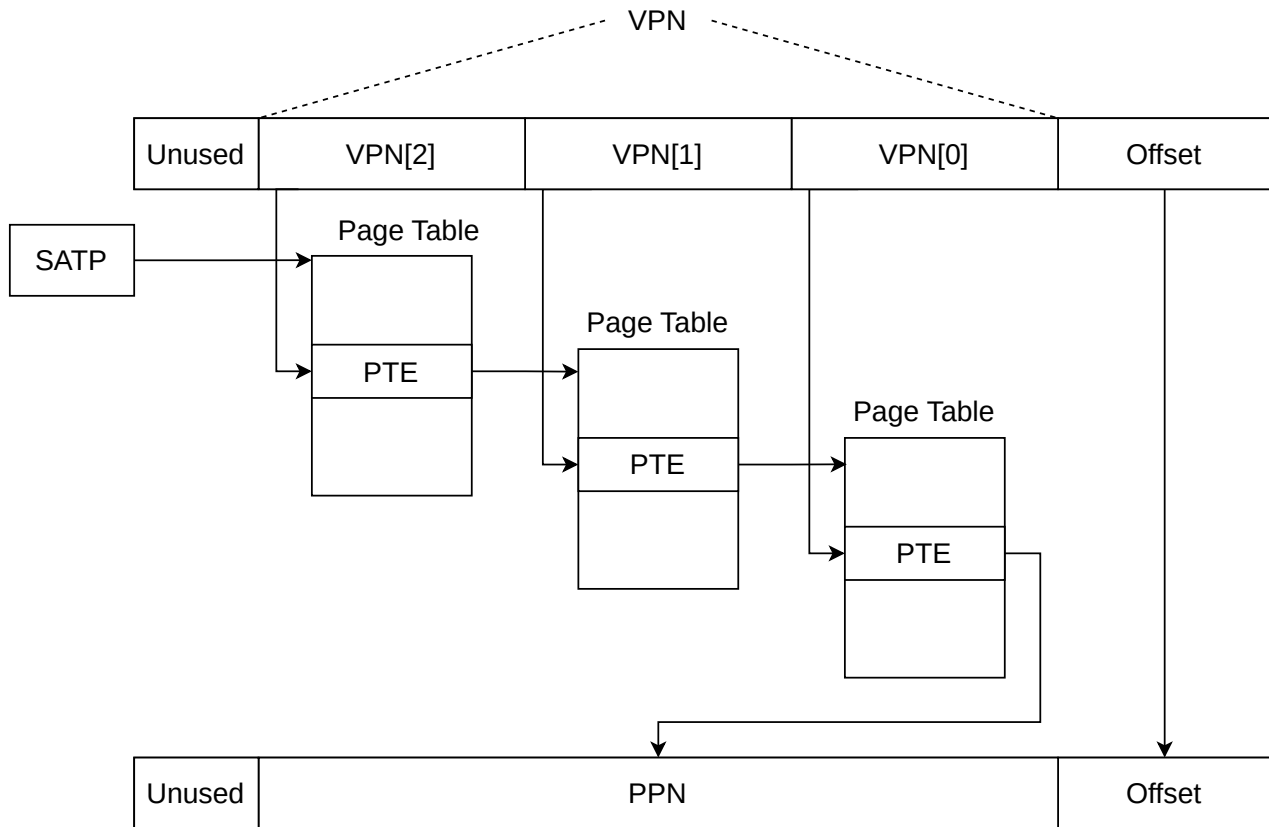 VPN
Unused VPN[2] VPN[1] VPN[0] Offset
SATP
Page Table
PTE
Page Table
PTE
Page Table
PTE
Unused PPN Offset